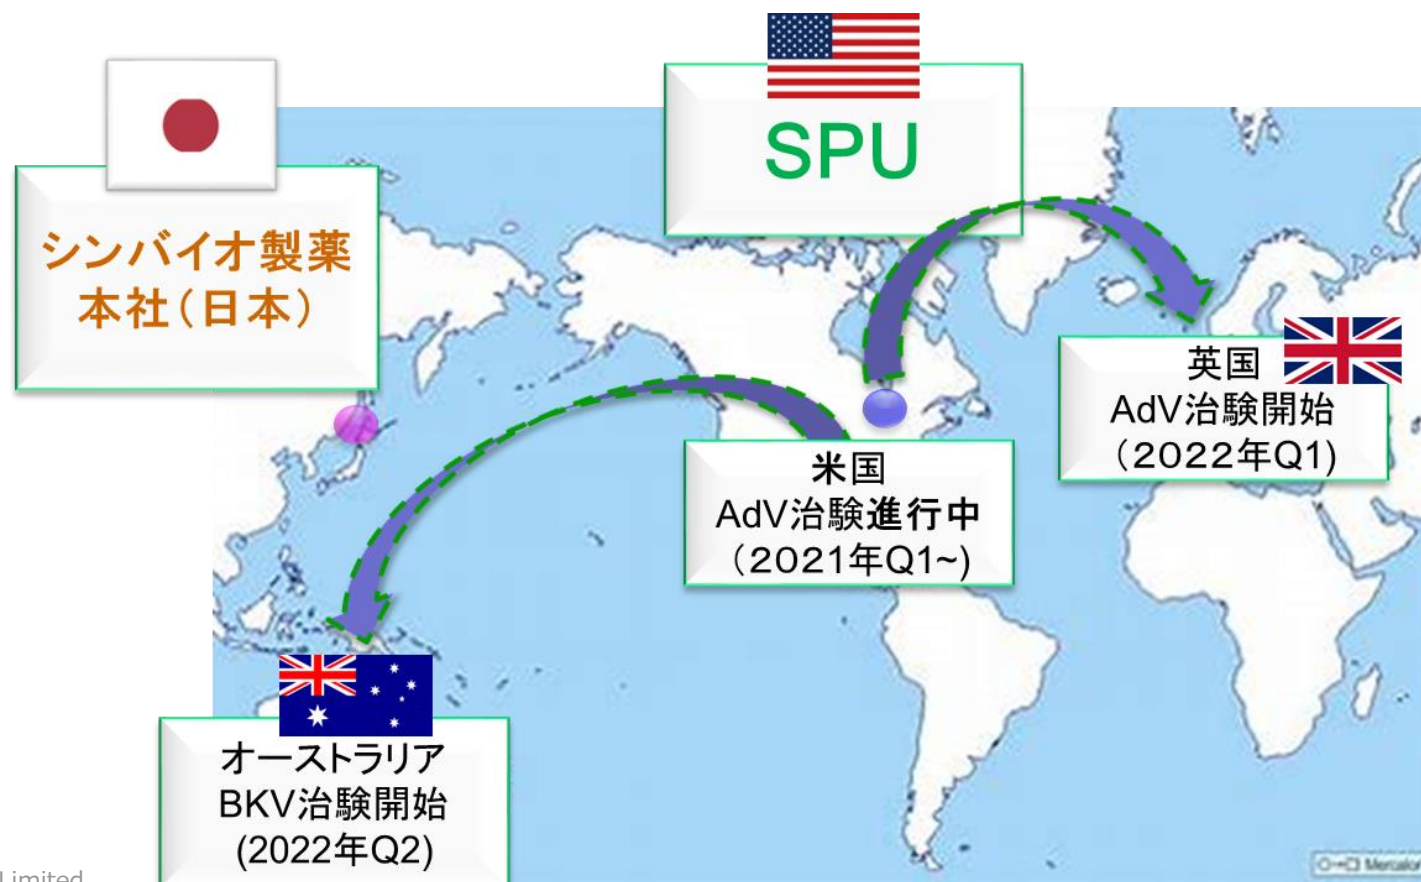 シンバイオ製薬
本社（日本）
SPU
英国
AdV治験開始
（2022年Q1)
米国
AdV治験進行中
（2021年Q1~)
オーストラリア
BKV治験開始
(2022年Q2)
Limited